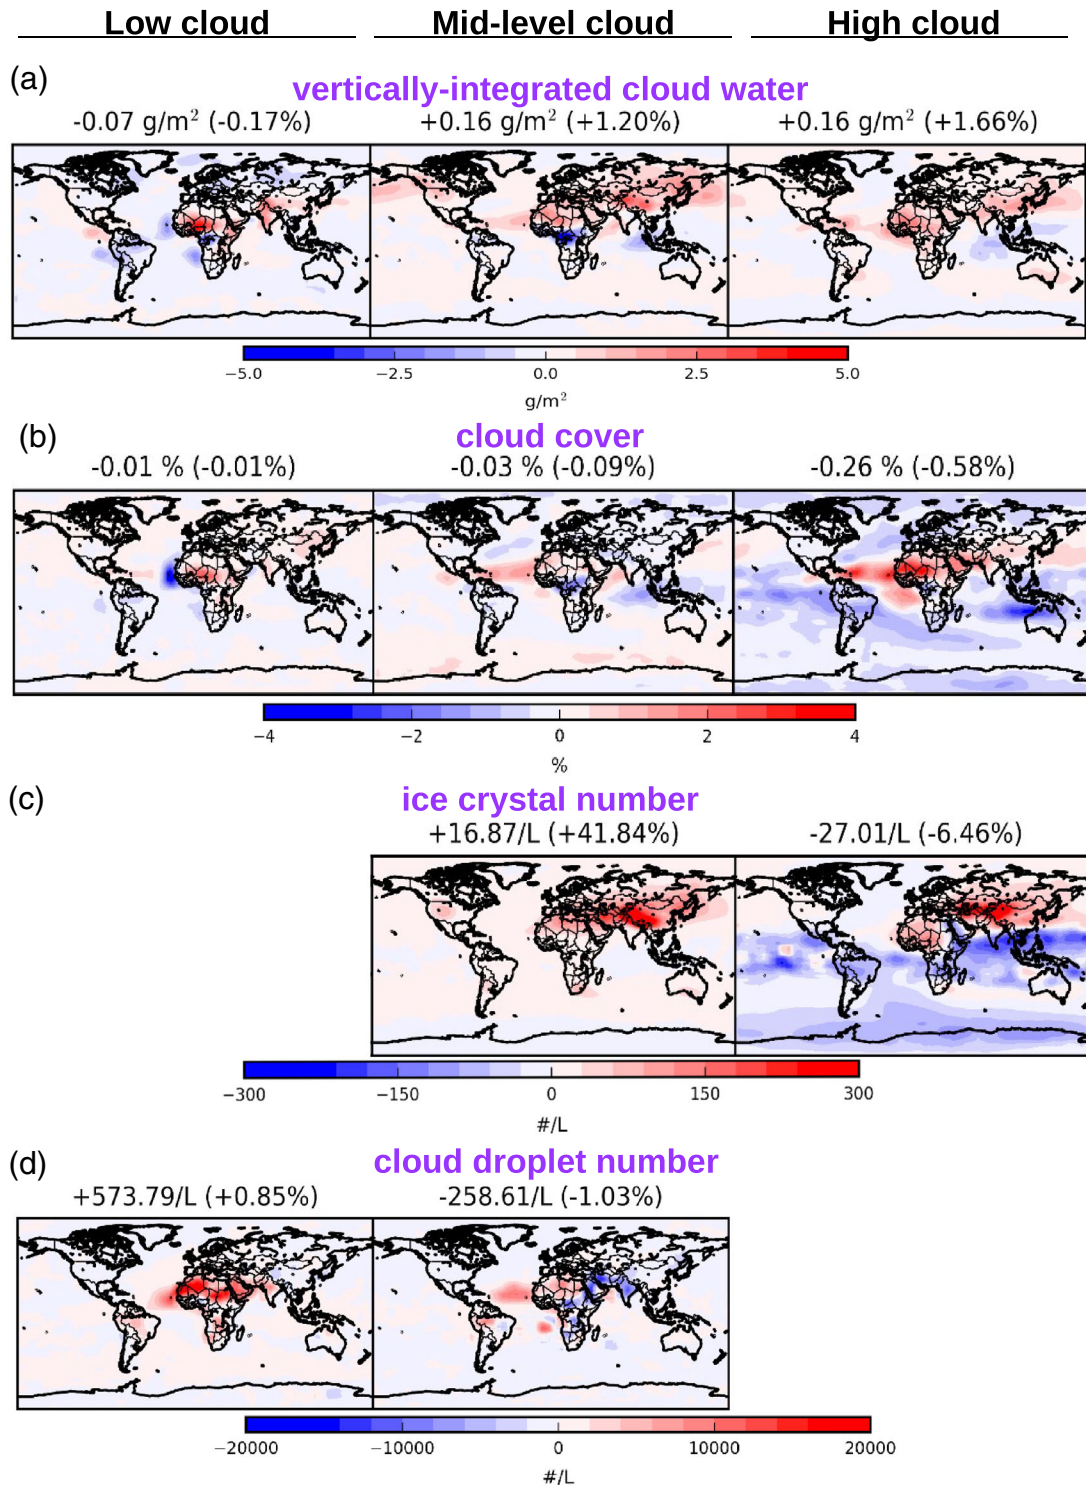 Low cloud Mid-level cloud High cloud
(a)
vertically-integrated cloud water
-0.07 g/m² (-0.17%) +0.16 g/m² (+1.20%) +0.16 g/m² (+1.66%)
−5.0 −2.5 0.0 2.5 5.0
g/m²
(b)
cloud cover
-0.01 % (-0.01%) -0.03 % (-0.09%) -0.26 % (-0.58%)
−4 −2 0 2 4
%
(c)
ice crystal number
+16.87/L (+41.84%) -27.01/L (-6.46%)
−300 −150 0 150 300
#/L
(d)
cloud droplet number
+573.79/L (+0.85%) -258.61/L (-1.03%)
−20000 −10000 0 10000 20000
#/L